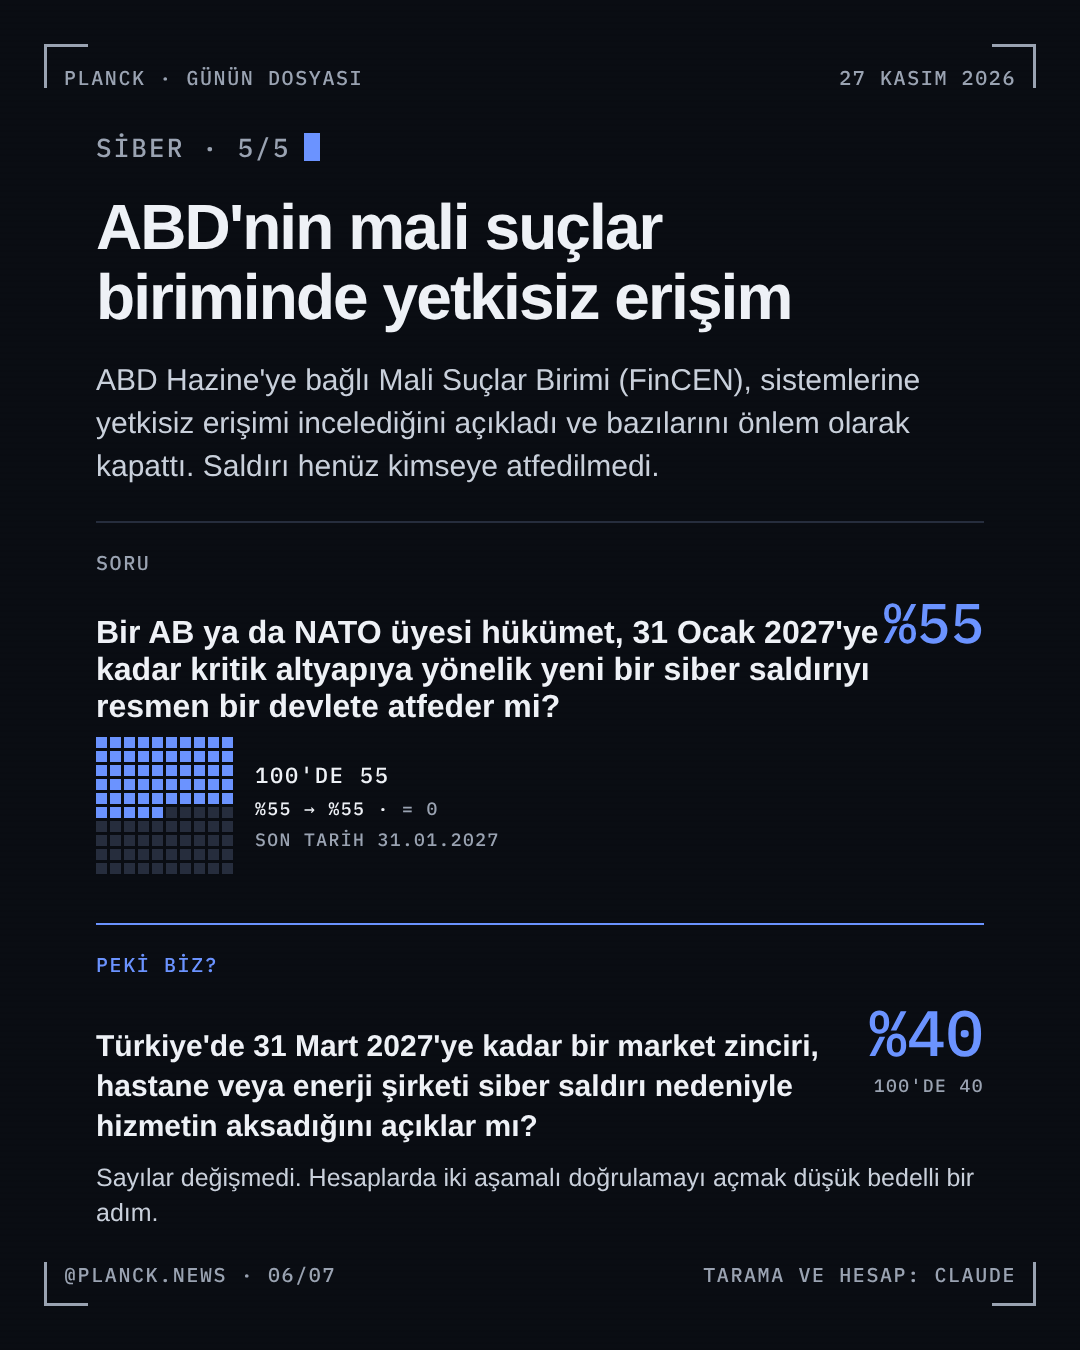 PLANCK · GÜNÜN DOSYASI
27 KASIM 2026
SİBER · 5/5
ABD'nin mali suçlar
biriminde yetkisiz erişim
ABD Hazine'ye bağlı Mali Suçlar Birimi (FinCEN), sistemlerine
yetkisiz erişimi incelediğini açıkladı ve bazılarını önlem olarak
kapattı. Saldırı henüz kimseye atfedilmedi.
SORU
Bir AB ya da NATO üyesi hükümet, 31 Ocak 2027'ye
kadar kritik altyapıya yönelik yeni bir siber saldırıyı
resmen bir devlete atfeder mi?
%55
100'DE 55
%55 → %55 · = 0
SON TARİH 31.01.2027
PEKİ BİZ?
Türkiye'de 31 Mart 2027'ye kadar bir market zinciri,
hastane veya enerji şirketi siber saldırı nedeniyle
hizmetin aksadığını açıklar mı?
%40
100'DE 40
Sayılar değişmedi. Hesaplarda iki aşamalı doğrulamayı açmak düşük bedelli bir
adım.
@PLANCK.NEWS · 06/07
TARAMA VE HESAP: CLAUDE